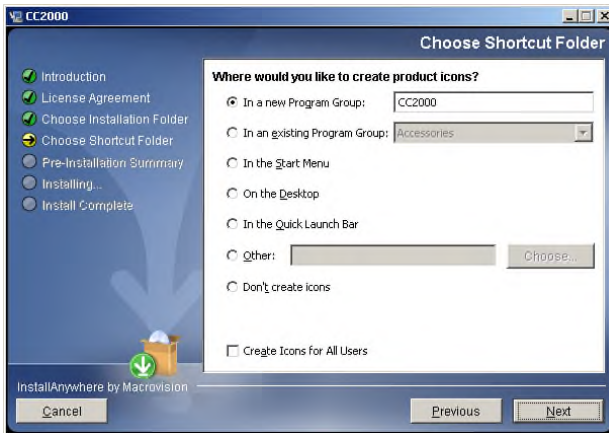 CC2000
Choose Shortcut Folder
Introduction
License Agreement
Choose Installation Folder
Choose Shortcut Folder
Pre-Installation Summary
Installing...
Install Complete
Where would you like to create product icons?
In a new Program Group: CC2000
In an existing Program Group: Accessories
In the Start Menu
On the Desktop
In the Quick Launch Bar
Other: Choose...
Don't create icons
Create Icons for All Users
InstallAnywhere by Macrovision
Cancel Previous Next